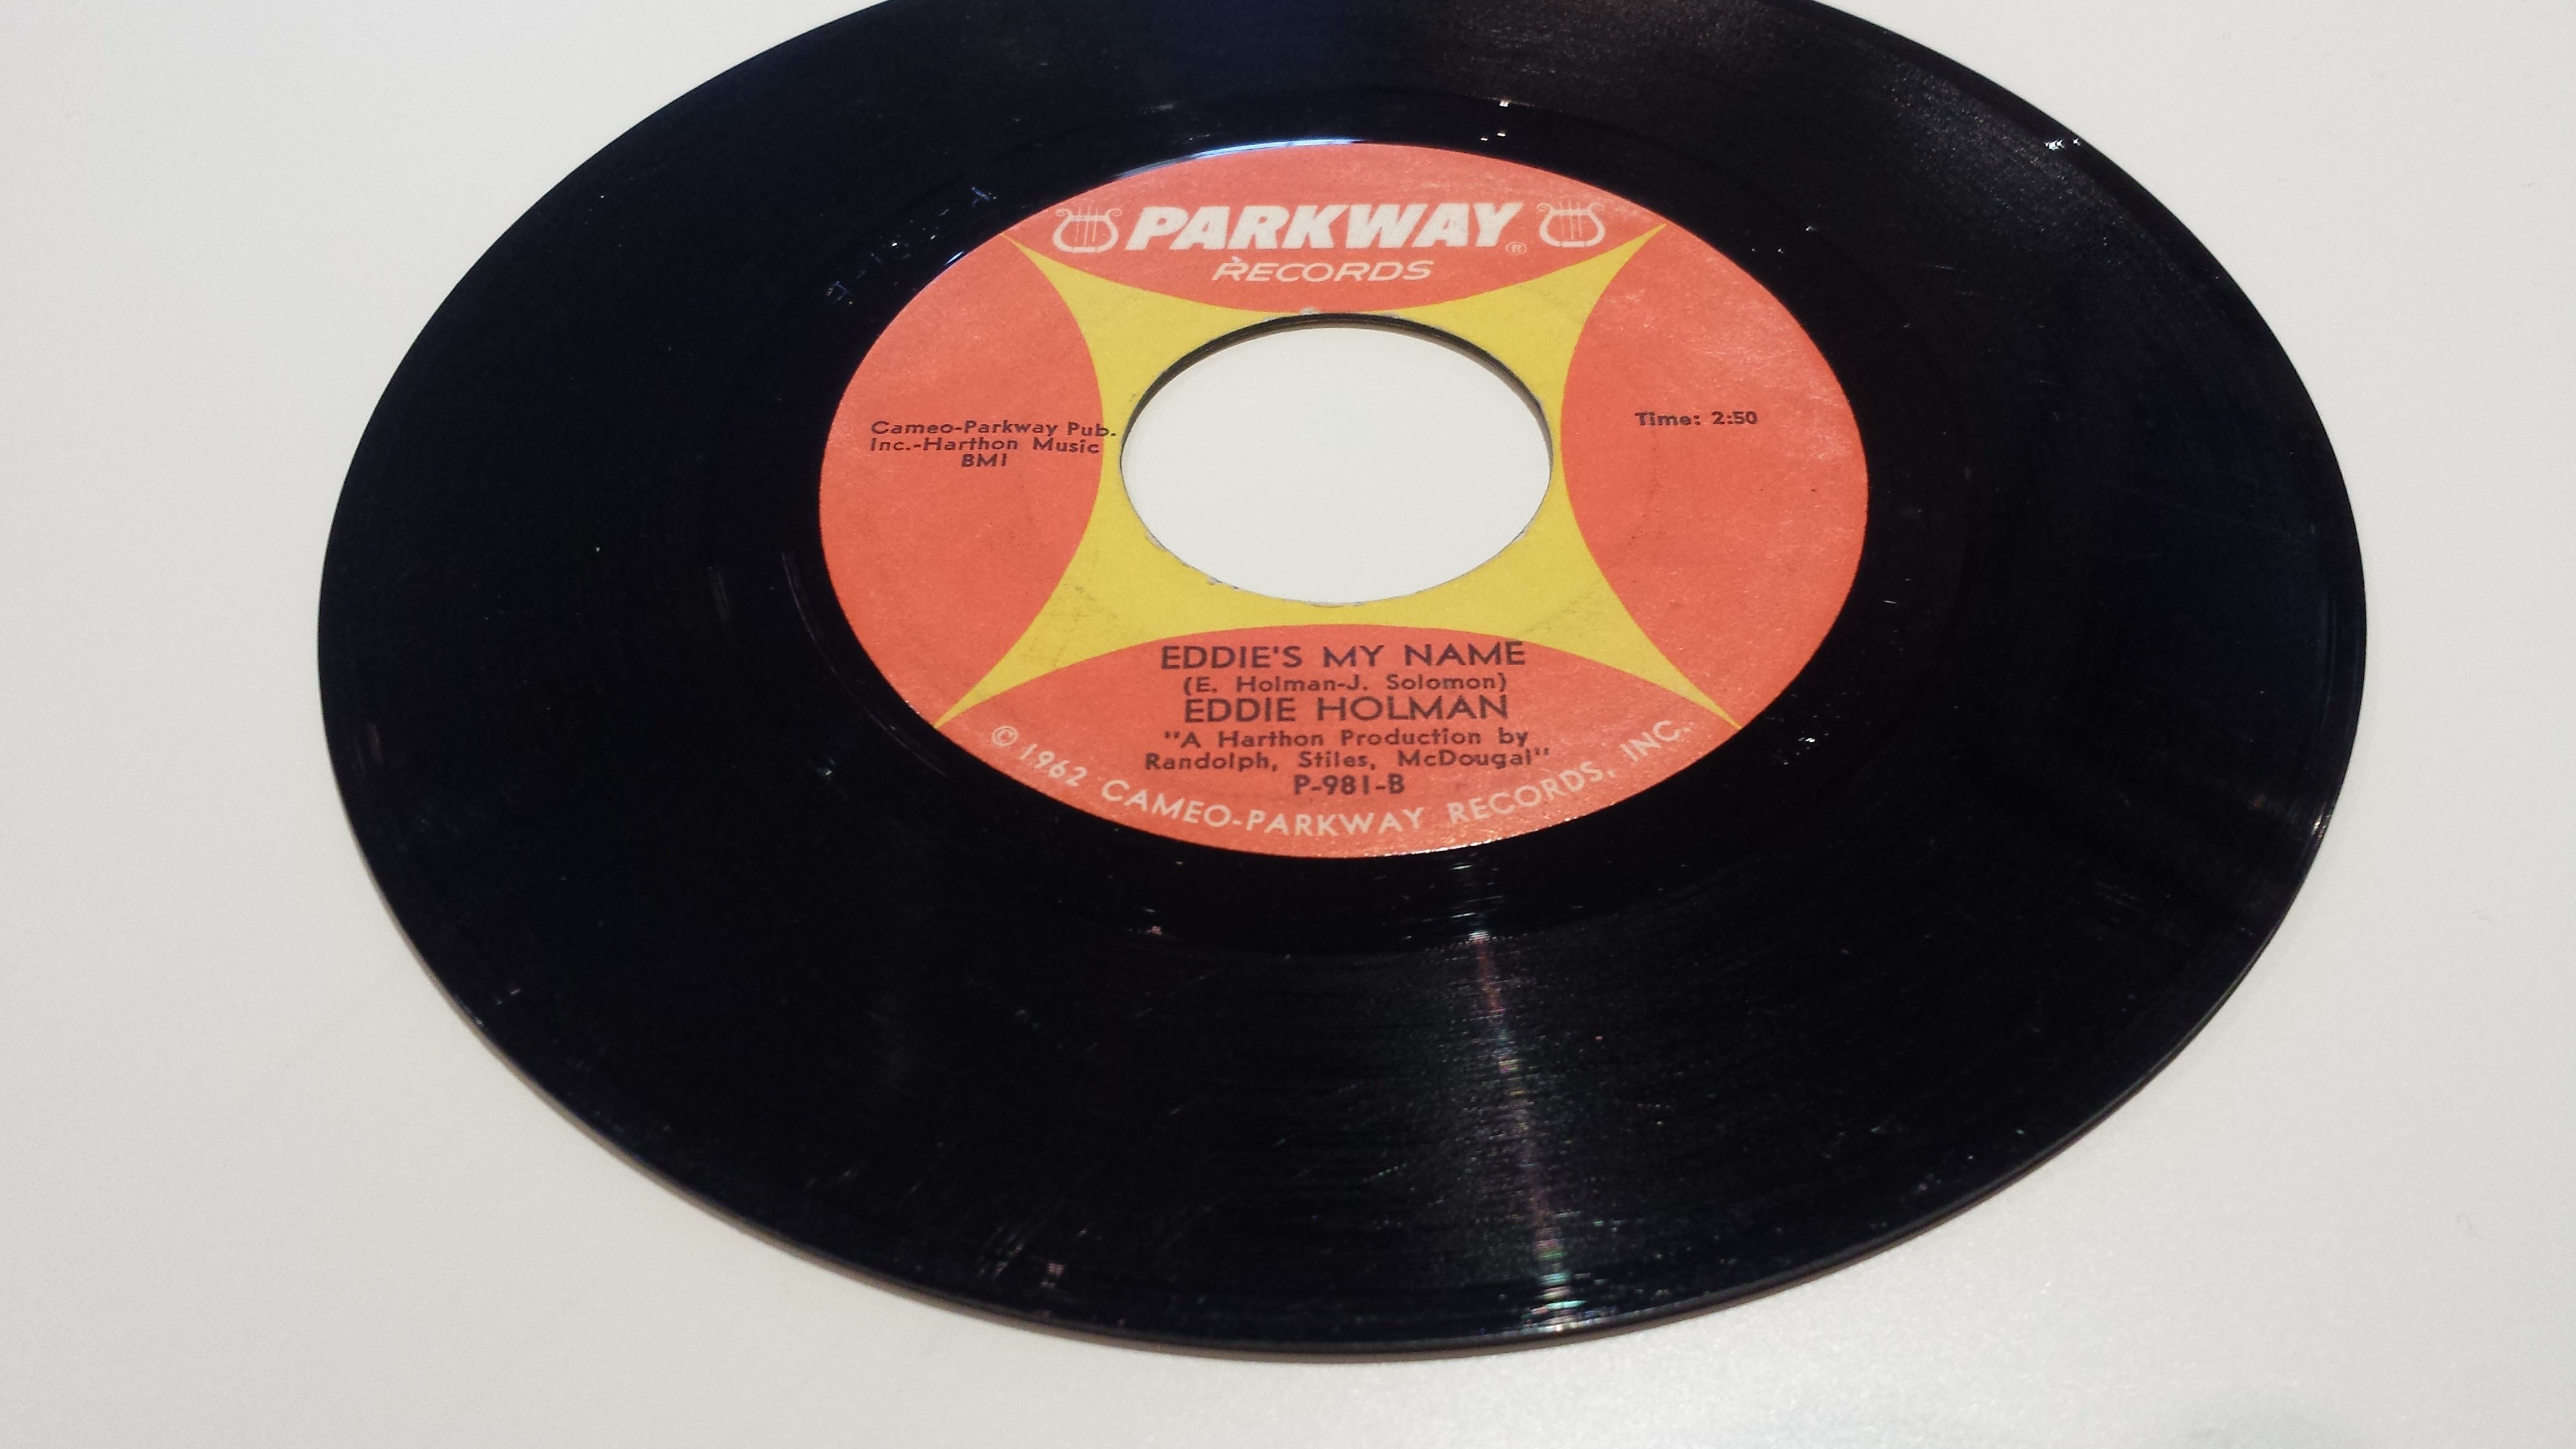 PARKWAY®
RECORDS
Cameo-Parkway Pub.
Inc.-Harthon Music
BMI
Time: 2:50
EDDIE'S MY NAME
(E. Holman-J. Solomon)
EDDIE HOLMAN
"A Harthon Production by
Randolph, Stiles, McDougal"
P-981-B
© 1962 CAMEO-PARKWAY RECORDS, INC.